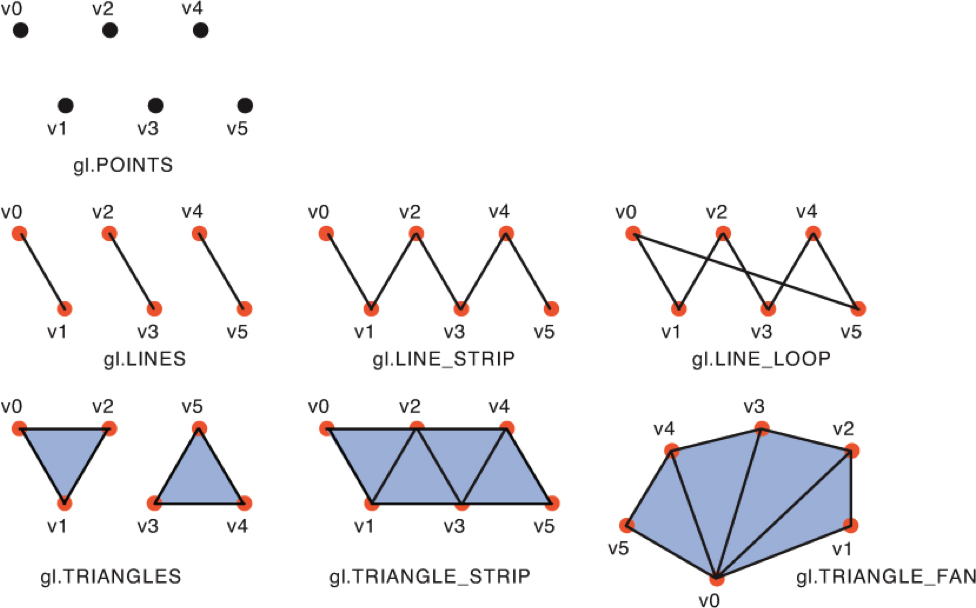 v0 v2 v4
v1 v3 v5
gl.POINTS
v0 v2 v4 v0 v2 v4 v0 v2 v4
v1 v3 v5 v1 v3 v5 v1 v3 v5
gl.LINES gl.LINE_STRIP gl.LINE_LOOP
v0 v2 v5 v0 v2 v4 v4 v3 v2
v1 v3 v4 v1 v3 v5 v5 v1
gl.TRIANGLES gl.TRIANGLE_STRIP gl.TRIANGLE_FAN
v0